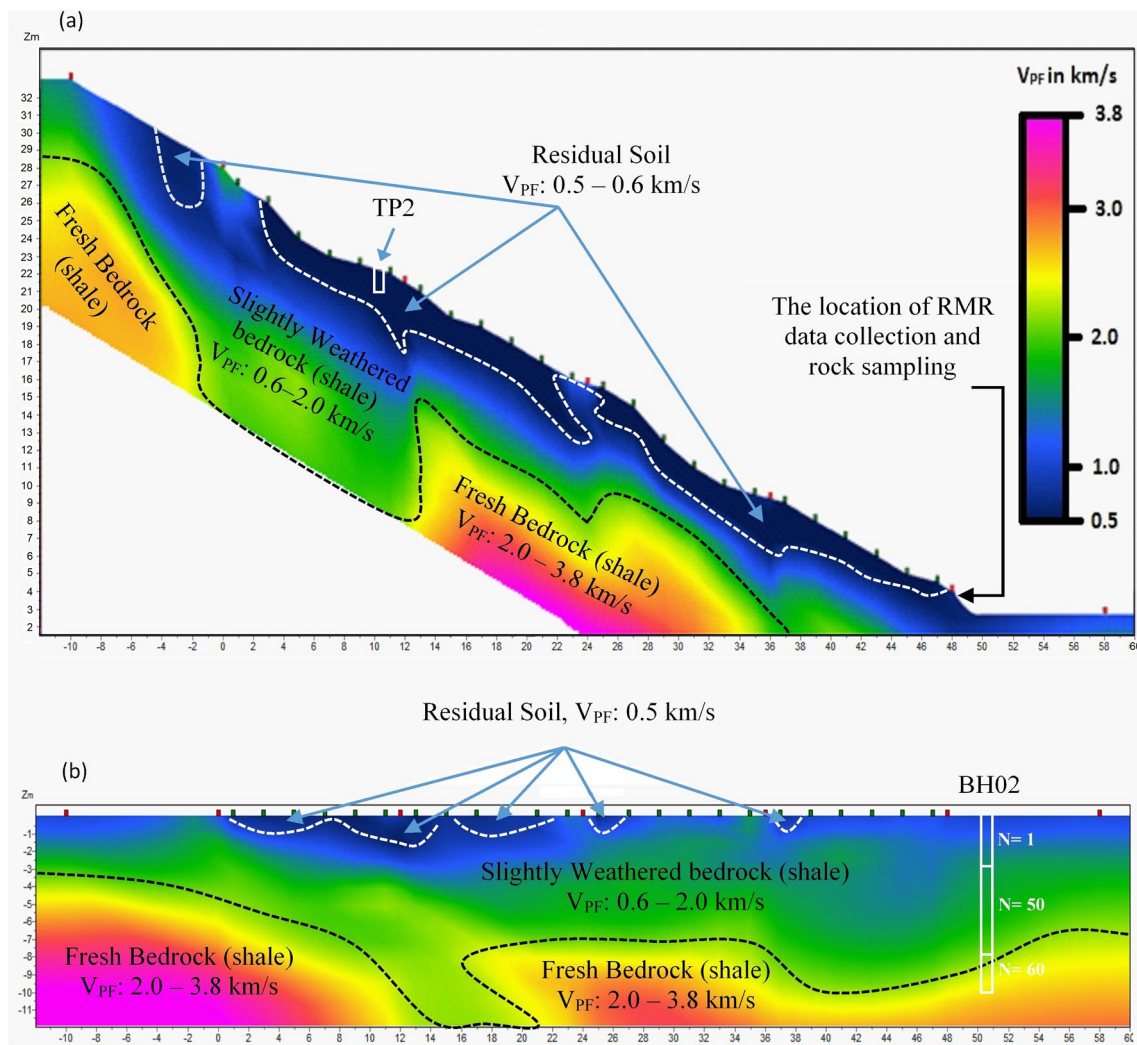 (a)
Zm
V_PF in km/s
3.8
3.0
2.0
1.0
0.5
32
31
30
29
28
27
26
25
24
23
22
21
20
19
18
17
16
15
14
13
12
11
10
9
8
7
6
5
4
3
2
Residual Soil
V_PF: 0.5 – 0.6 km/s
TP2
Fresh Bedrock
(shale)
Slightly Weathered
bedrock (shale)
V_PF: 0.6–2.0 km/s
The location of RMR
data collection and
rock sampling
Fresh Bedrock (shale)
V_PF: 2.0 – 3.8 km/s
-10 -8 -6 -4 -2 0 2 4 6 8 10 12 14 16 18 20 22 24 26 28 30 32 34 36 38 40 42 44 46 48 50 52 54 56 58 60
Residual Soil, V_PF: 0.5 km/s
(b)
BH02
Zm
-1
-2
-3
-4
-5
-6
-7
-8
-9
-10
-11
N= 1
Slightly Weathered bedrock (shale)
V_PF: 0.6 – 2.0 km/s
N= 50
Fresh Bedrock (shale)
V_PF: 2.0 – 3.8 km/s
Fresh Bedrock (shale)
V_PF: 2.0 – 3.8 km/s
N= 60
-10 -8 -6 -4 -2 0 2 4 6 8 10 12 14 16 18 20 22 24 26 28 30 32 34 36 38 40 42 44 46 48 50 52 54 56 58 60